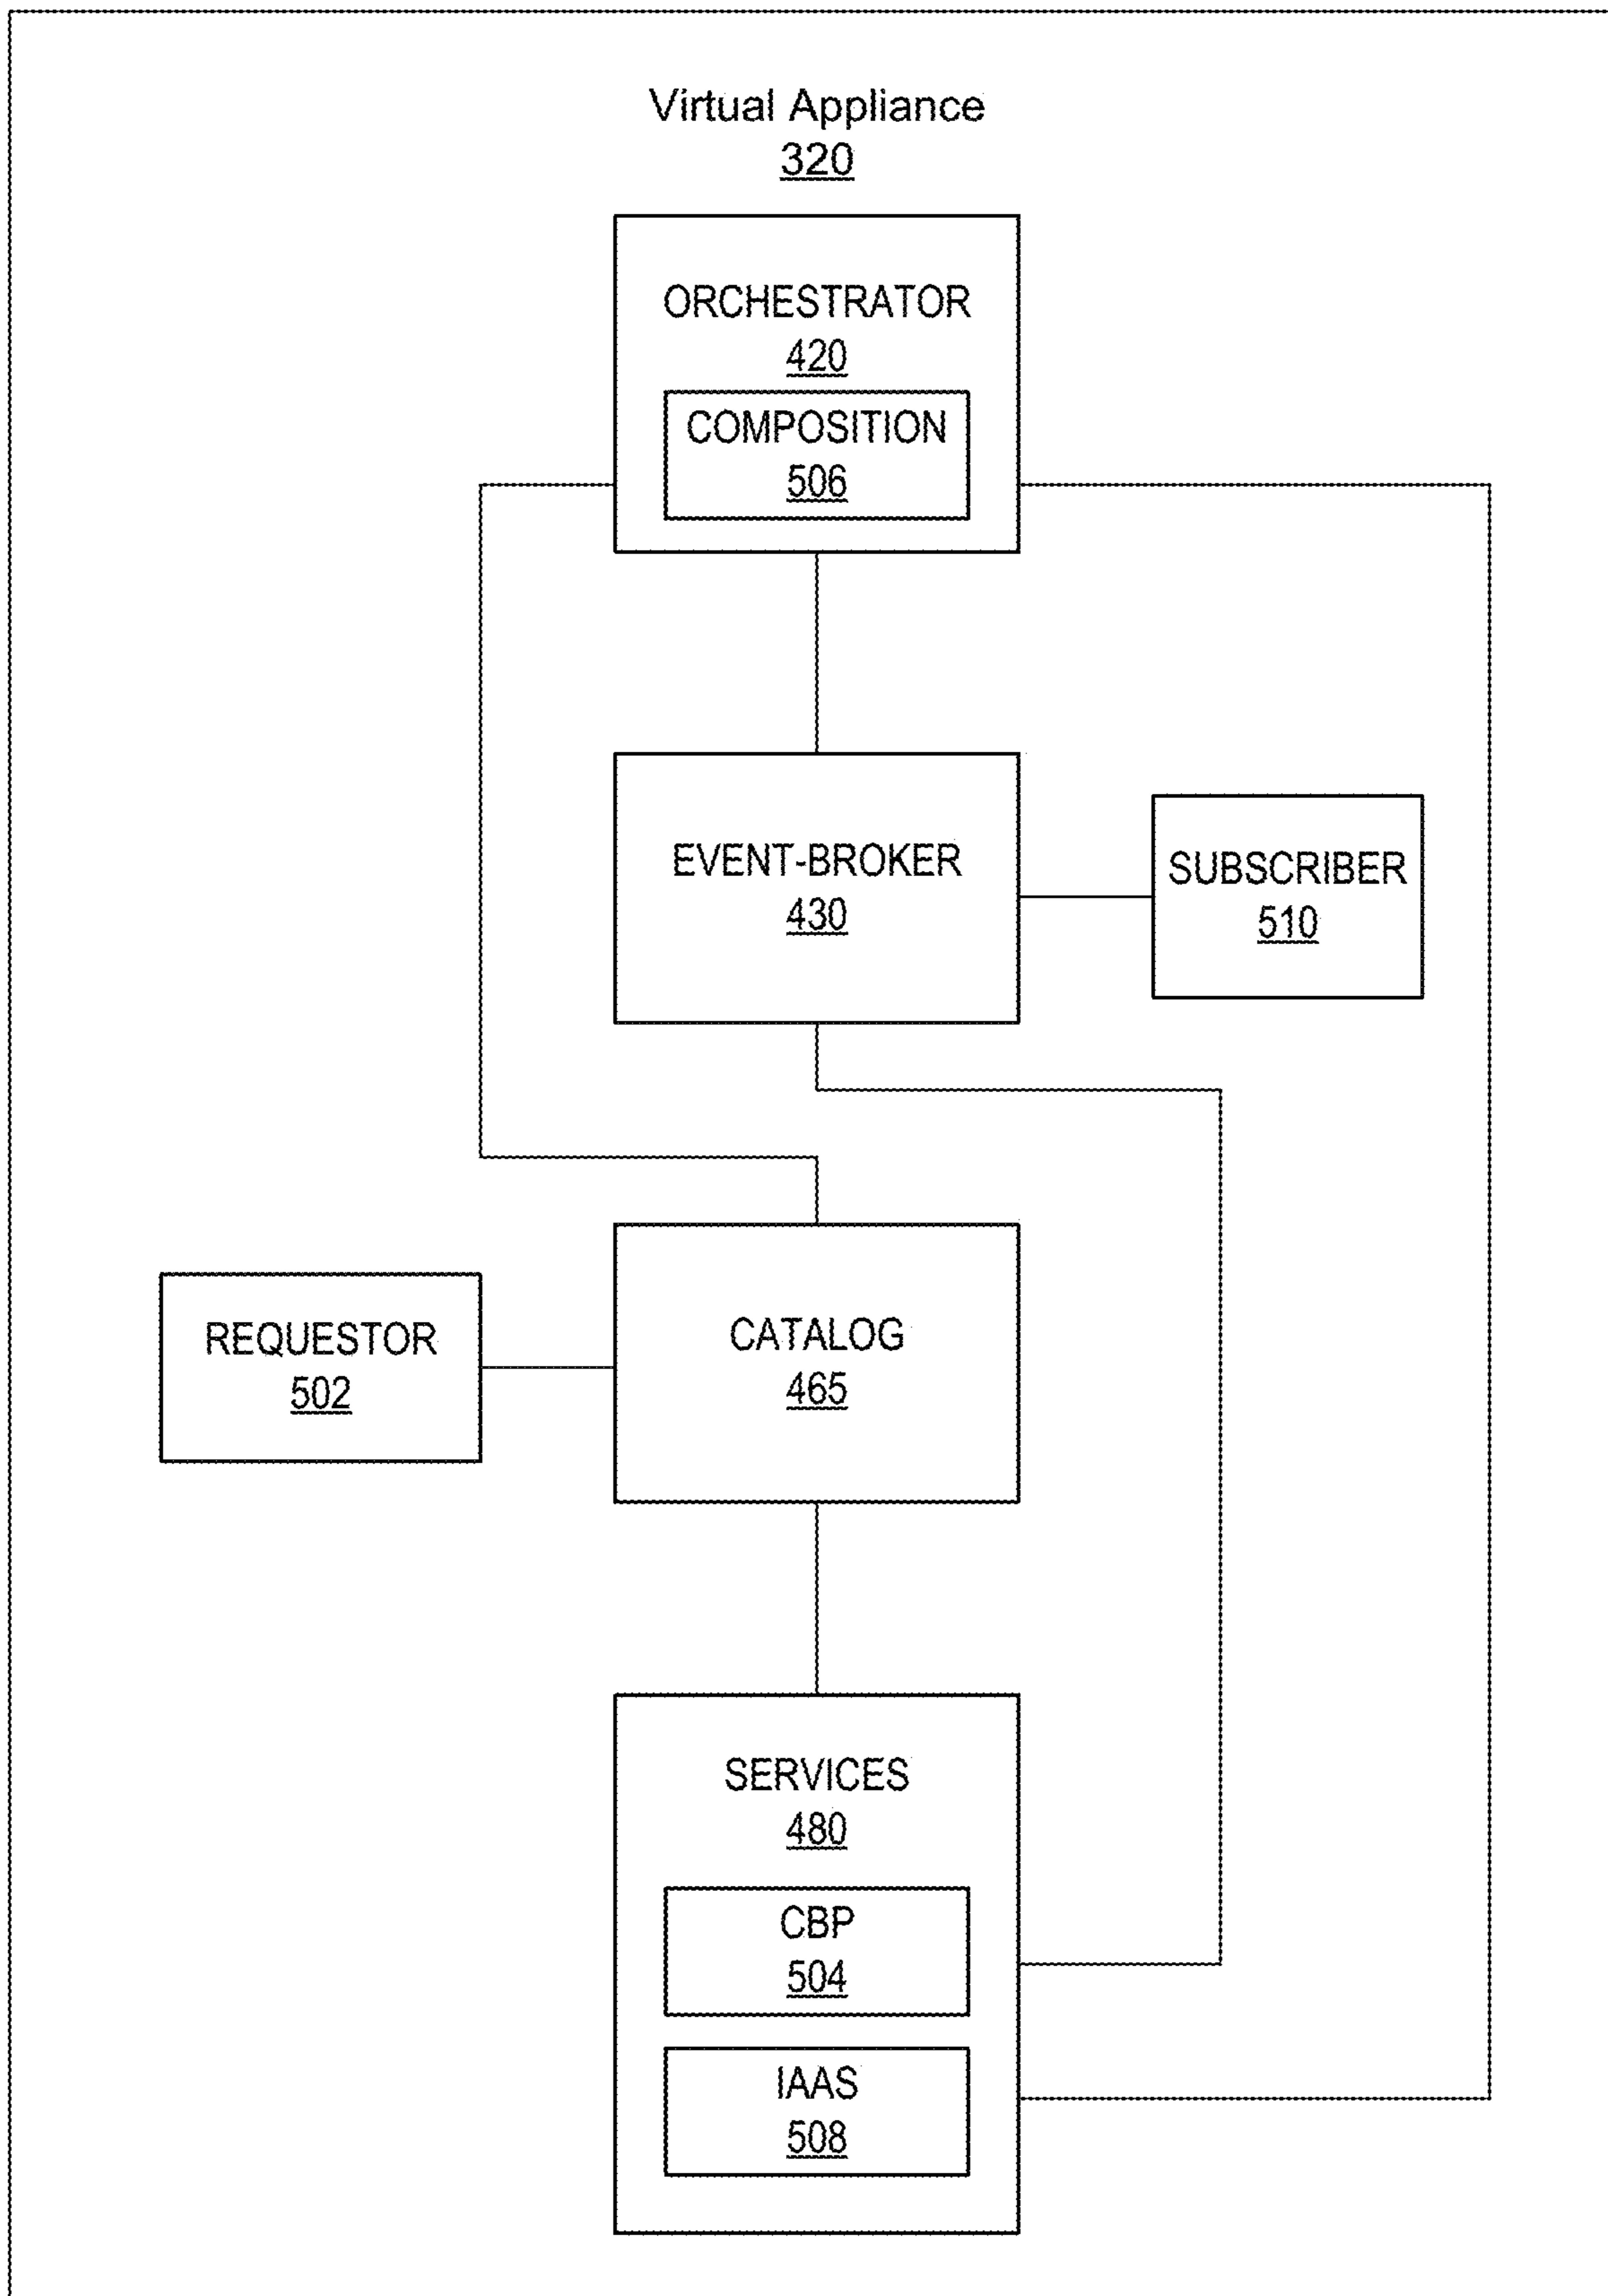 Virtual Appliance
320
ORCHESTRATOR
420
COMPOSITION
506
EVENT-BROKER
430
SUBSCRIBER
510
REQUESTOR
502
CATALOG
465
SERVICES
480
CBP
504
IAAS
508